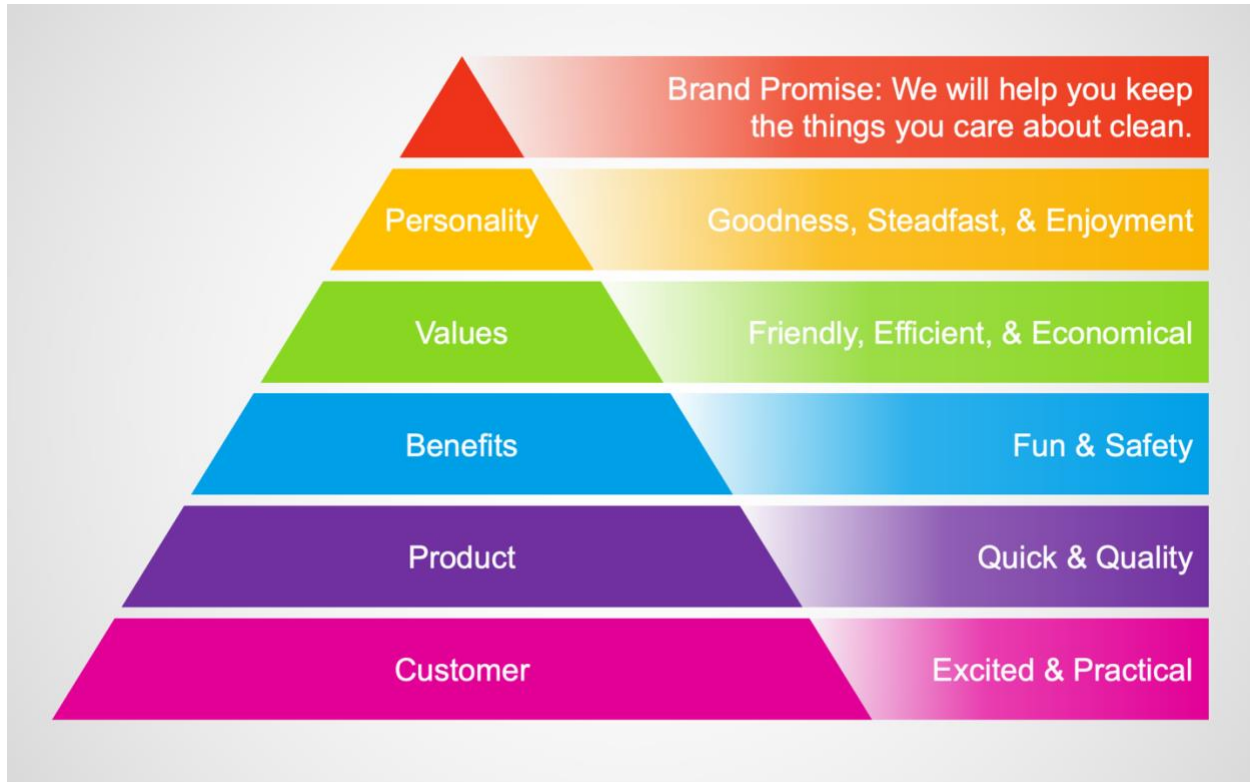 Brand Promise: We will help you keep
the things you care about clean.
Personality
Goodness, Steadfast, & Enjoyment
Values
Friendly, Efficient, & Economical
Benefits
Fun & Safety
Product
Quick & Quality
Customer
Excited & Practical